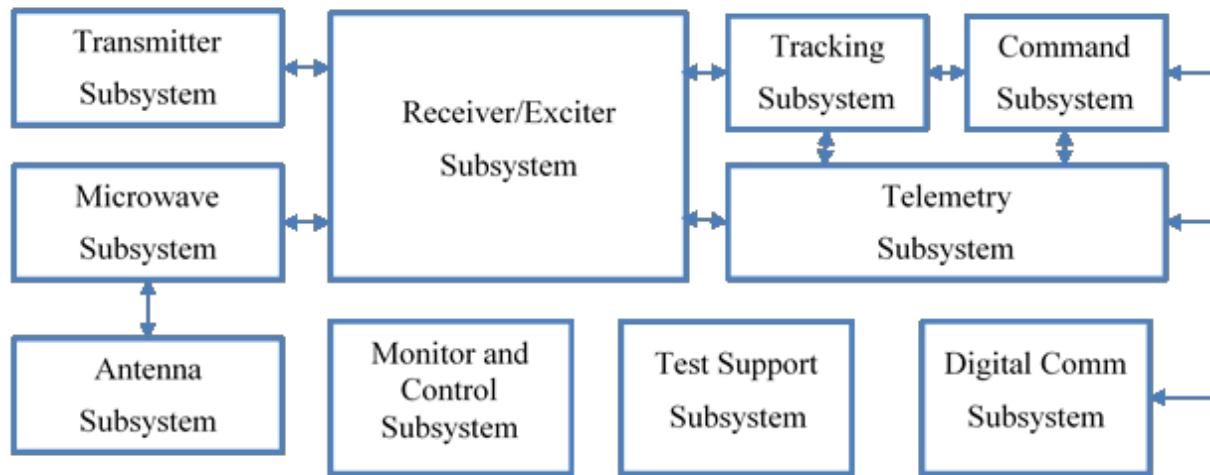 Transmitter
Subsystem
Receiver/Exciter
Subsystem
Tracking
Subsystem
Command
Subsystem
Microwave
Subsystem
Telemetry
Subsystem
Antenna
Subsystem
Monitor and
Control
Subsystem
Test Support
Subsystem
Digital Comm
Subsystem